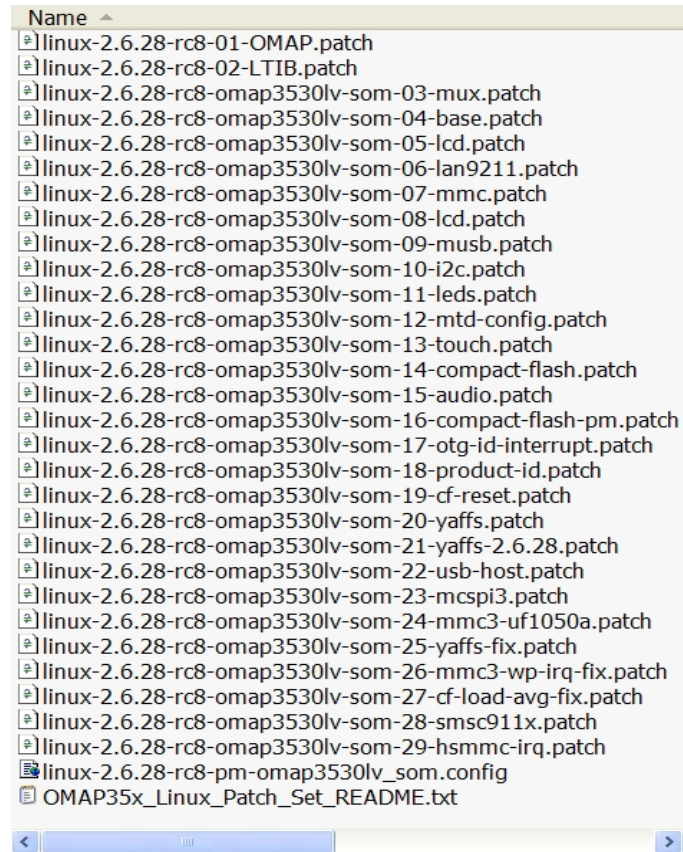 Name
linux-2.6.28-rc8-01-OMAP.patch
linux-2.6.28-rc8-02-LTIB.patch
linux-2.6.28-rc8-omap3530lv-som-03-mux.patch
linux-2.6.28-rc8-omap3530lv-som-04-base.patch
linux-2.6.28-rc8-omap3530lv-som-05-lcd.patch
linux-2.6.28-rc8-omap3530lv-som-06-lan9211.patch
linux-2.6.28-rc8-omap3530lv-som-07-mmc.patch
linux-2.6.28-rc8-omap3530lv-som-08-lcd.patch
linux-2.6.28-rc8-omap3530lv-som-09-musb.patch
linux-2.6.28-rc8-omap3530lv-som-10-i2c.patch
linux-2.6.28-rc8-omap3530lv-som-11-leds.patch
linux-2.6.28-rc8-omap3530lv-som-12-mtd-config.patch
linux-2.6.28-rc8-omap3530lv-som-13-touch.patch
linux-2.6.28-rc8-omap3530lv-som-14-compact-flash.patch
linux-2.6.28-rc8-omap3530lv-som-15-audio.patch
linux-2.6.28-rc8-omap3530lv-som-16-compact-flash-pm.patch
linux-2.6.28-rc8-omap3530lv-som-17-otg-id-interrupt.patch
linux-2.6.28-rc8-omap3530lv-som-18-product-id.patch
linux-2.6.28-rc8-omap3530lv-som-19-cf-reset.patch
linux-2.6.28-rc8-omap3530lv-som-20-yaffs.patch
linux-2.6.28-rc8-omap3530lv-som-21-yaffs-2.6.28.patch
linux-2.6.28-rc8-omap3530lv-som-22-usb-host.patch
linux-2.6.28-rc8-omap3530lv-som-23-mcspi3.patch
linux-2.6.28-rc8-omap3530lv-som-24-mmc3-uf1050a.patch
linux-2.6.28-rc8-omap3530lv-som-25-yaffs-fix.patch
linux-2.6.28-rc8-omap3530lv-som-26-mmc3-wp-irq-fix.patch
linux-2.6.28-rc8-omap3530lv-som-27-cf-load-avg-fix.patch
linux-2.6.28-rc8-omap3530lv-som-28-smsc911x.patch
linux-2.6.28-rc8-omap3530lv-som-29-hsmmc-irq.patch
linux-2.6.28-rc8-pm-omap3530lv_som.config
OMAP35x_Linux_Patch_Set_README.txt